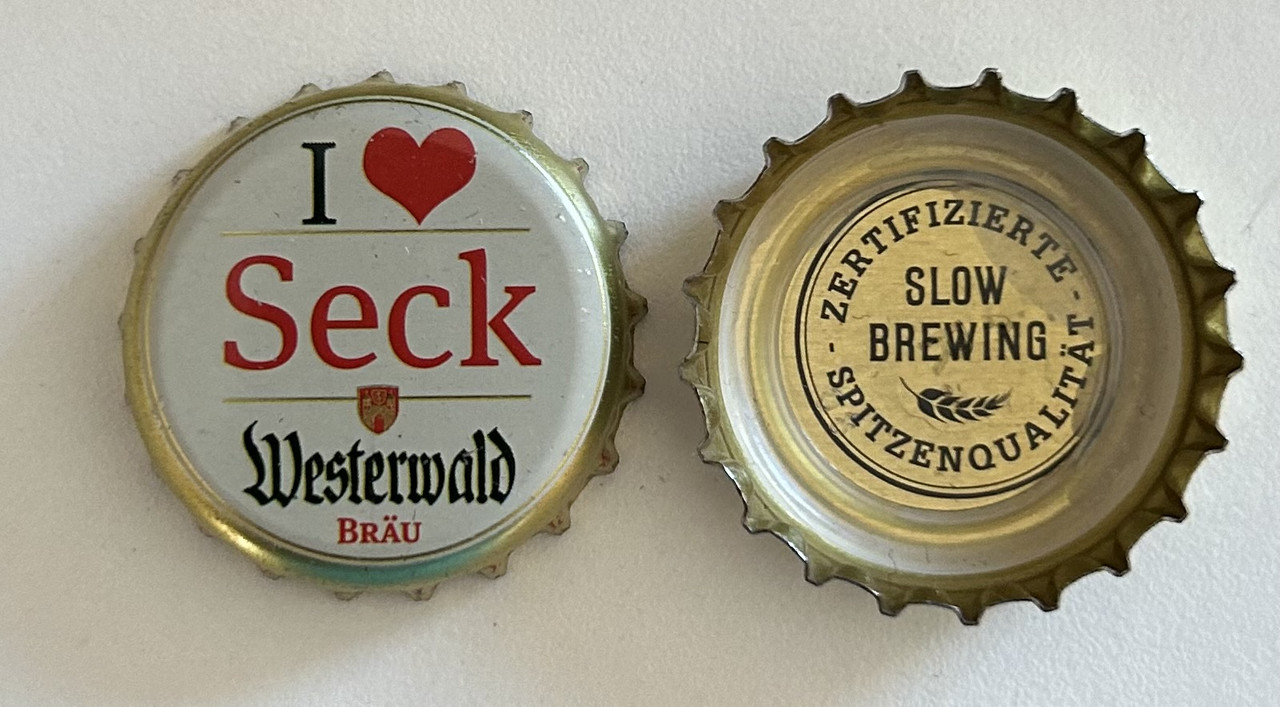 I
Seck
Westerwald
BRÄU
- ZERTIFIZIERTE -
SLOW
BREWING
SPITZENQUALITÄT